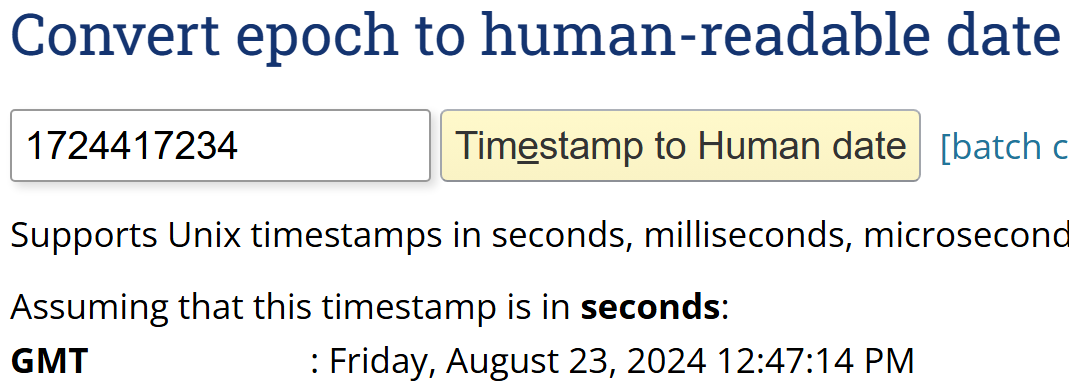 Convert epoch to human-readable date
1724417234 Timestamp to Human date [batch c
Supports Unix timestamps in seconds, milliseconds, microsecond
Assuming that this timestamp is in seconds:
GMT : Friday, August 23, 2024 12:47:14 PM